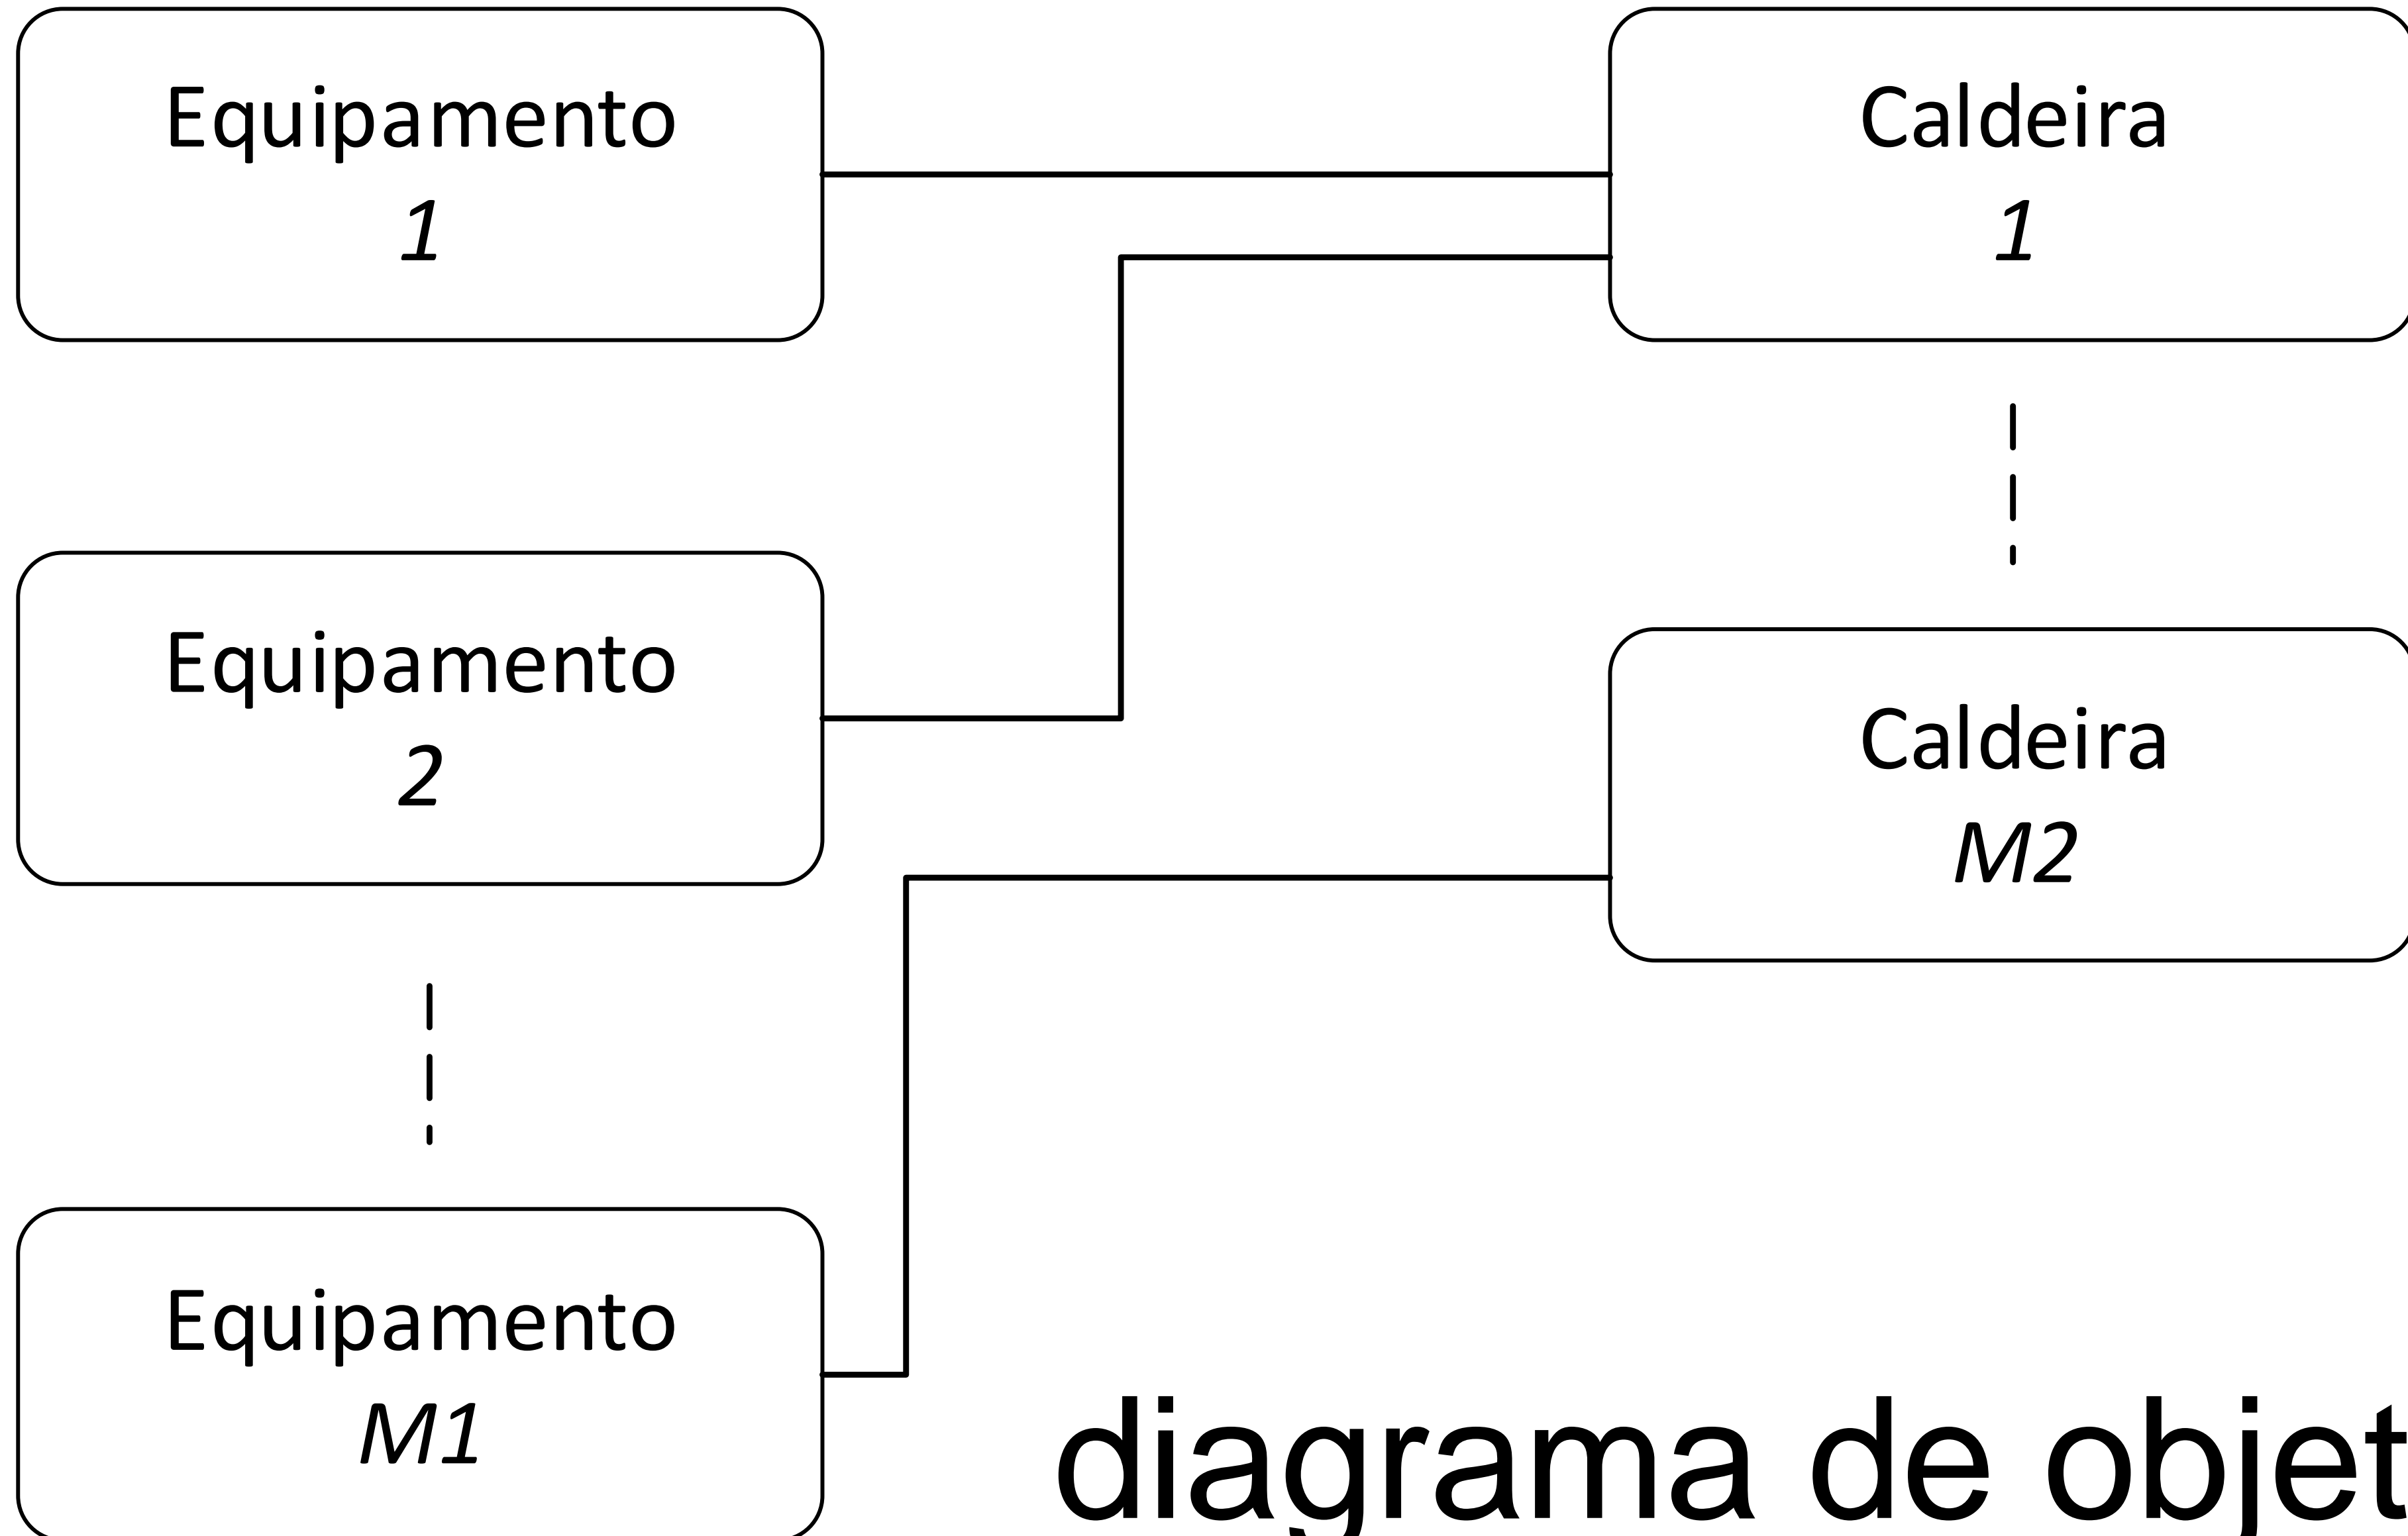 Equipamento
1
Caldeira
1
Equipamento
2
Caldeira
M2
Equipamento
M1
diagrama de objet